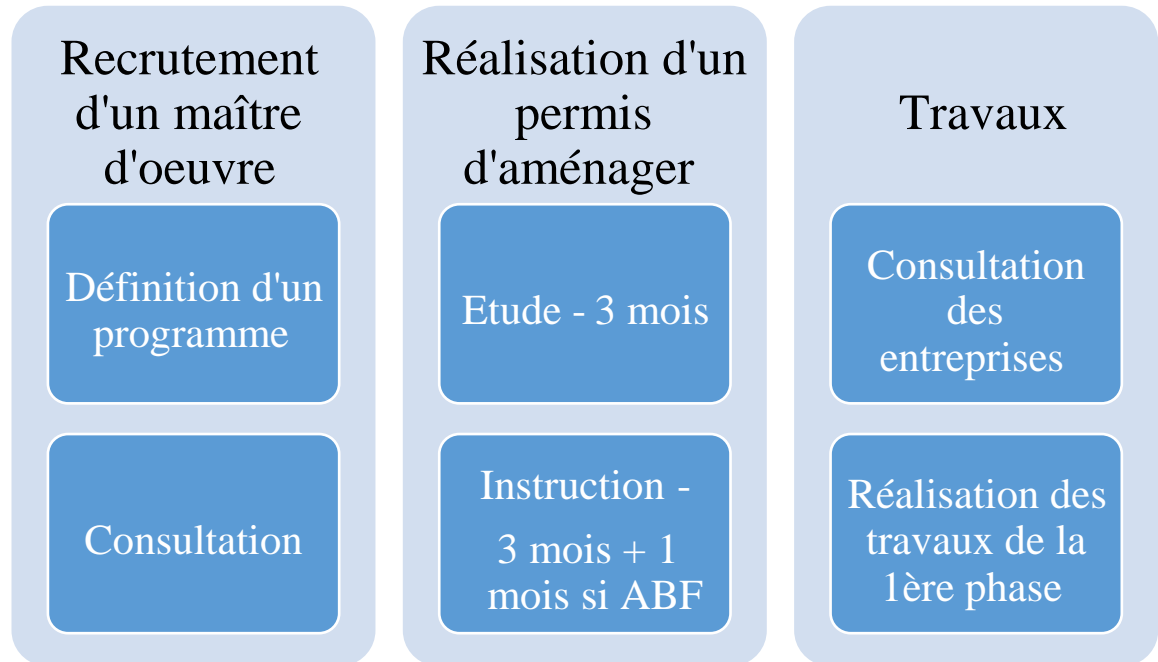 Recrutement
d'un maître
d'oeuvre
Définition d'un
programme
Consultation
Réalisation d'un
permis
d'aménager
Etude - 3 mois
Instruction -
3 mois + 1
mois si ABF
Travaux
Consultation
des
entreprises
Réalisation des
travaux de la
1ère phase